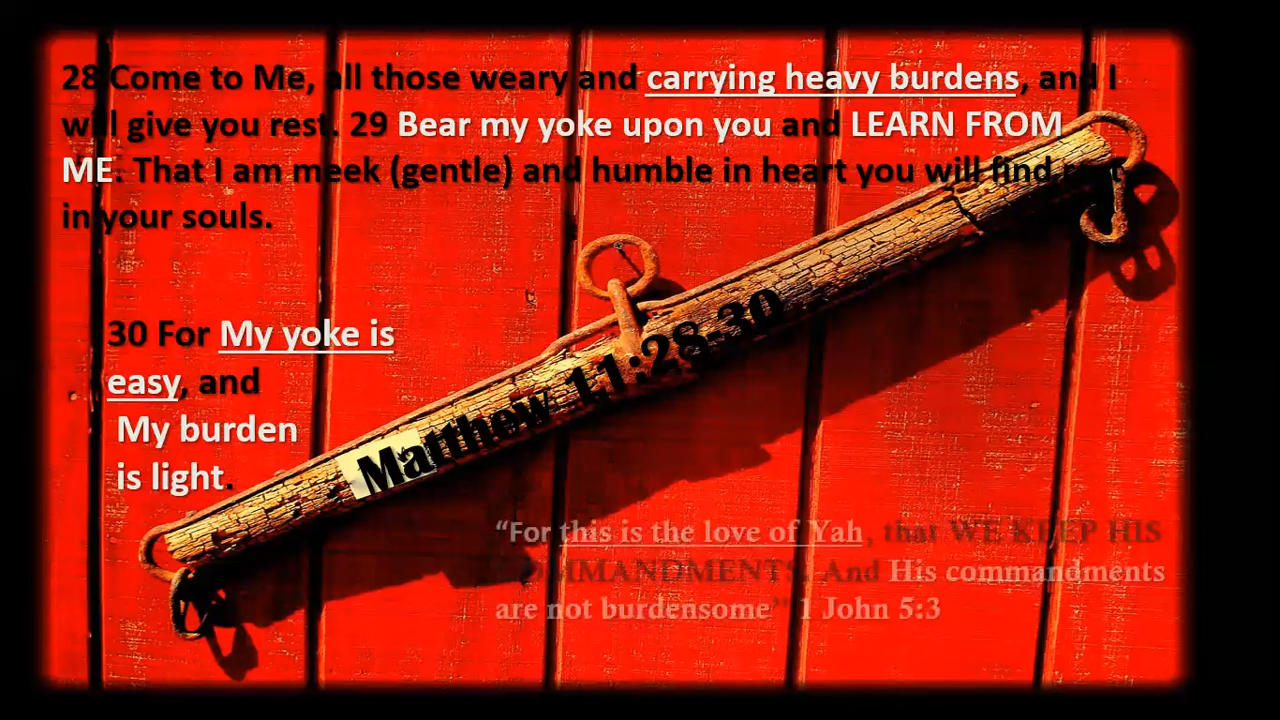 28 Come to Me, all those weary and carrying heavy burdens, and I
will give you rest. 29 Bear my yoke upon you and LEARN FROM
ME. That I am meek (gentle) and humble in heart you will find rest
in your souls.
30 For My yoke is
easy, and
My burden
is light.
Matthew 11:28-30
“For this is the love of Yah, that WE KEEP HIS
COMMANDMENTS. And His commandments
are not burdensome” 1 John 5:3